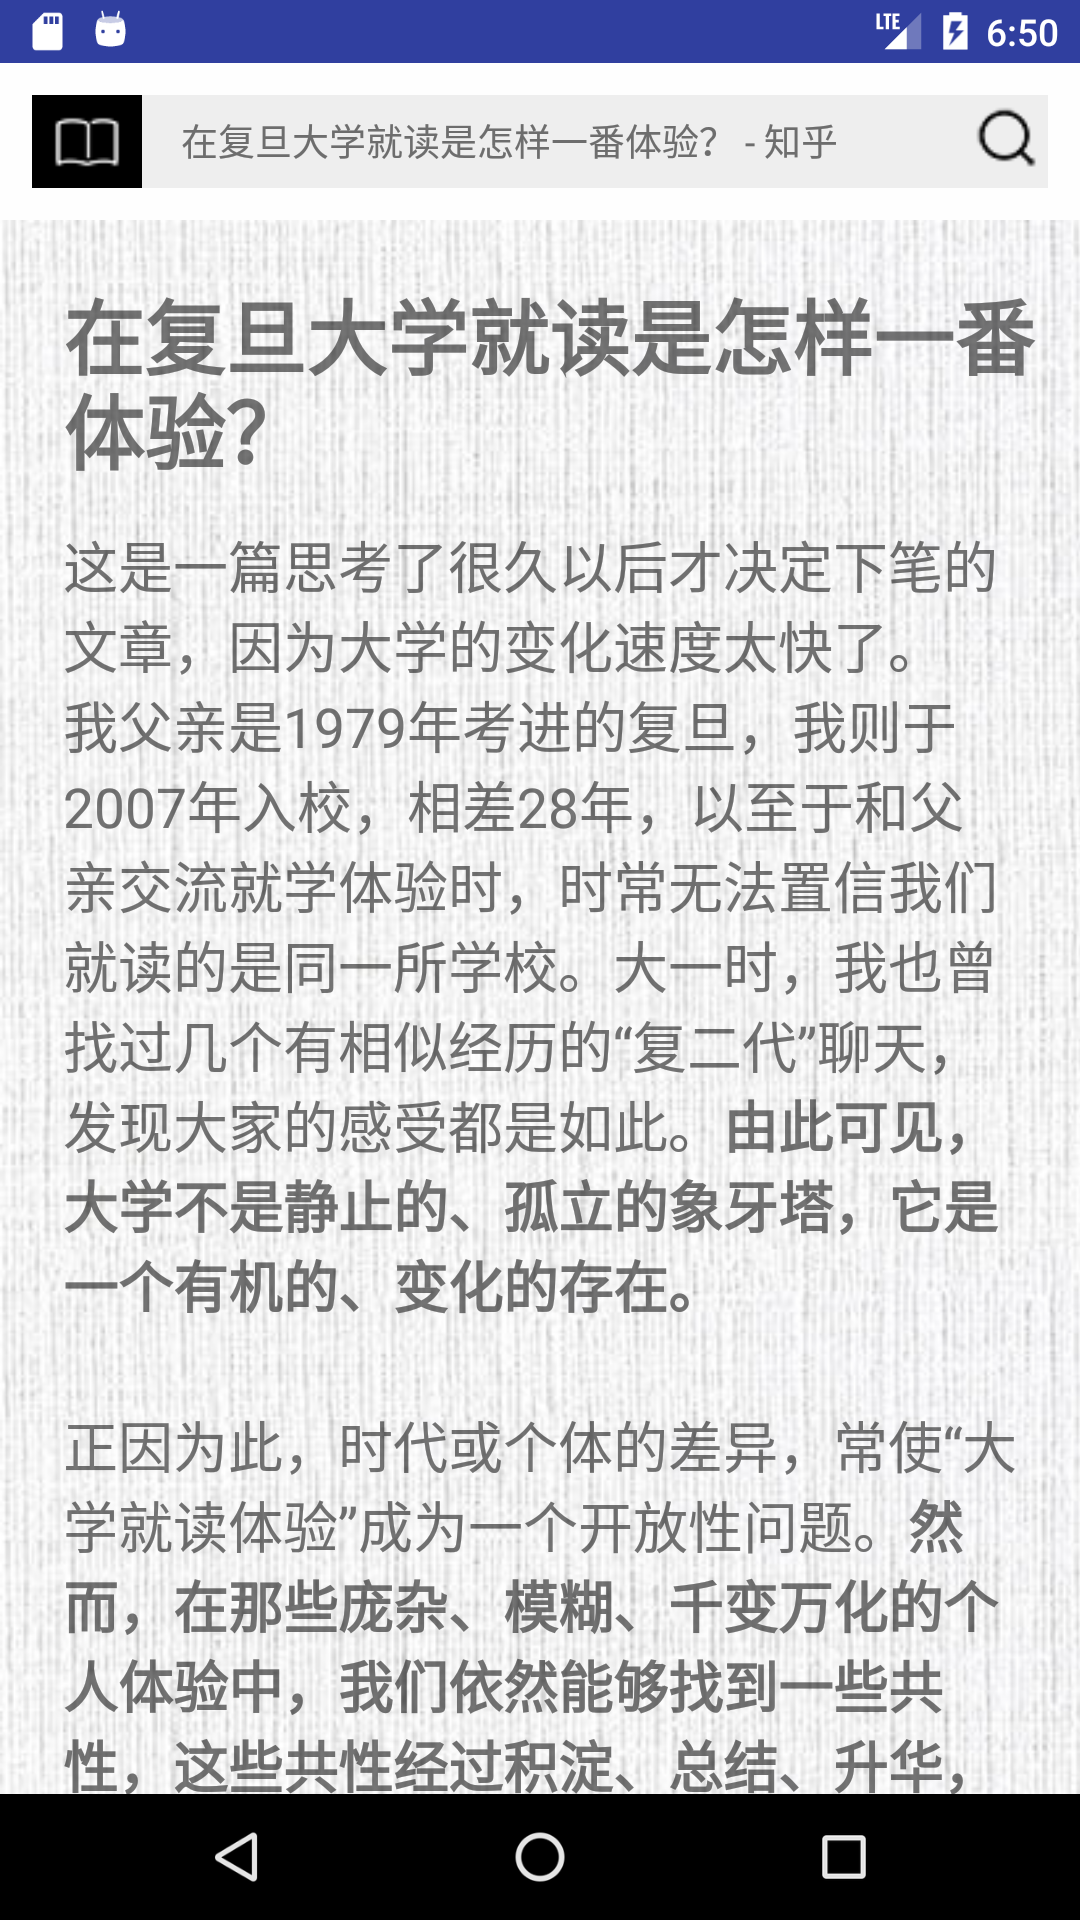 LTE 6:50
在复旦大学就读是怎样一番体验？ - 知乎
在复旦大学就读是怎样一番
体验？
这是一篇思考了很久以后才决定下笔的
文章，因为大学的变化速度太快了。
我父亲是1979年考进的复旦，我则于
2007年入校，相差28年，以至于和父
亲交流就学体验时，时常无法置信我们
就读的是同一所学校。大一时，我也曾
找过几个有相似经历的“复二代”聊天，
发现大家的感受都是如此。由此可见，
大学不是静止的、孤立的象牙塔，它是
一个有机的、变化的存在。
正因为此，时代或个体的差异，常使“大
学就读体验”成为一个开放性问题。然
而，在那些庞杂、模糊、千变万化的个
人体验中，我们依然能够找到一些共
性，这些共性经过积淀、总结、升华，